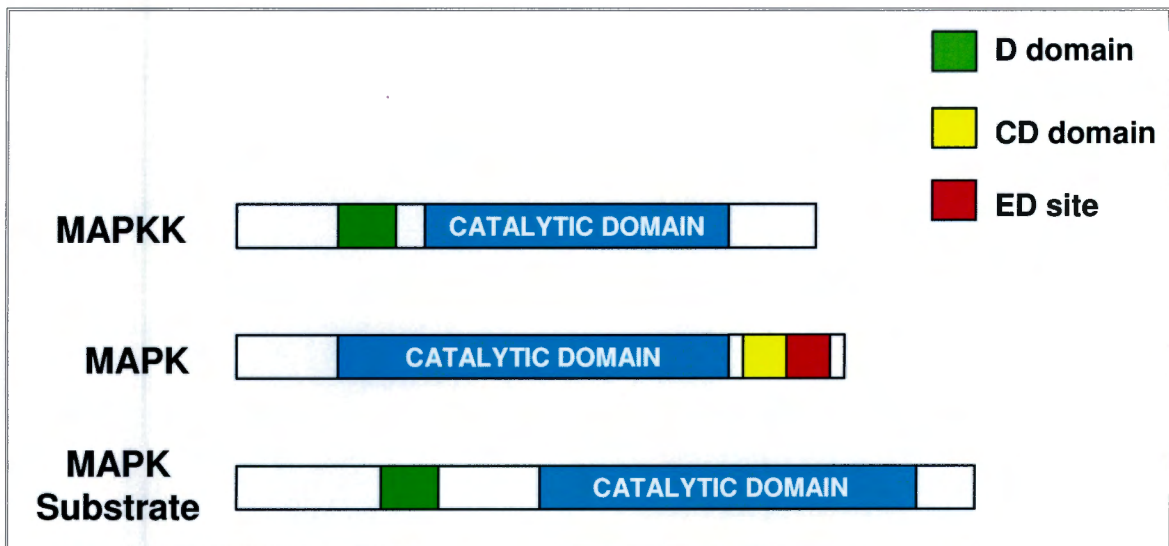 D domain
CD domain
ED site
MAPKK
CATALYTIC DOMAIN
MAPK
CATALYTIC DOMAIN
MAPK
Substrate
CATALYTIC DOMAIN